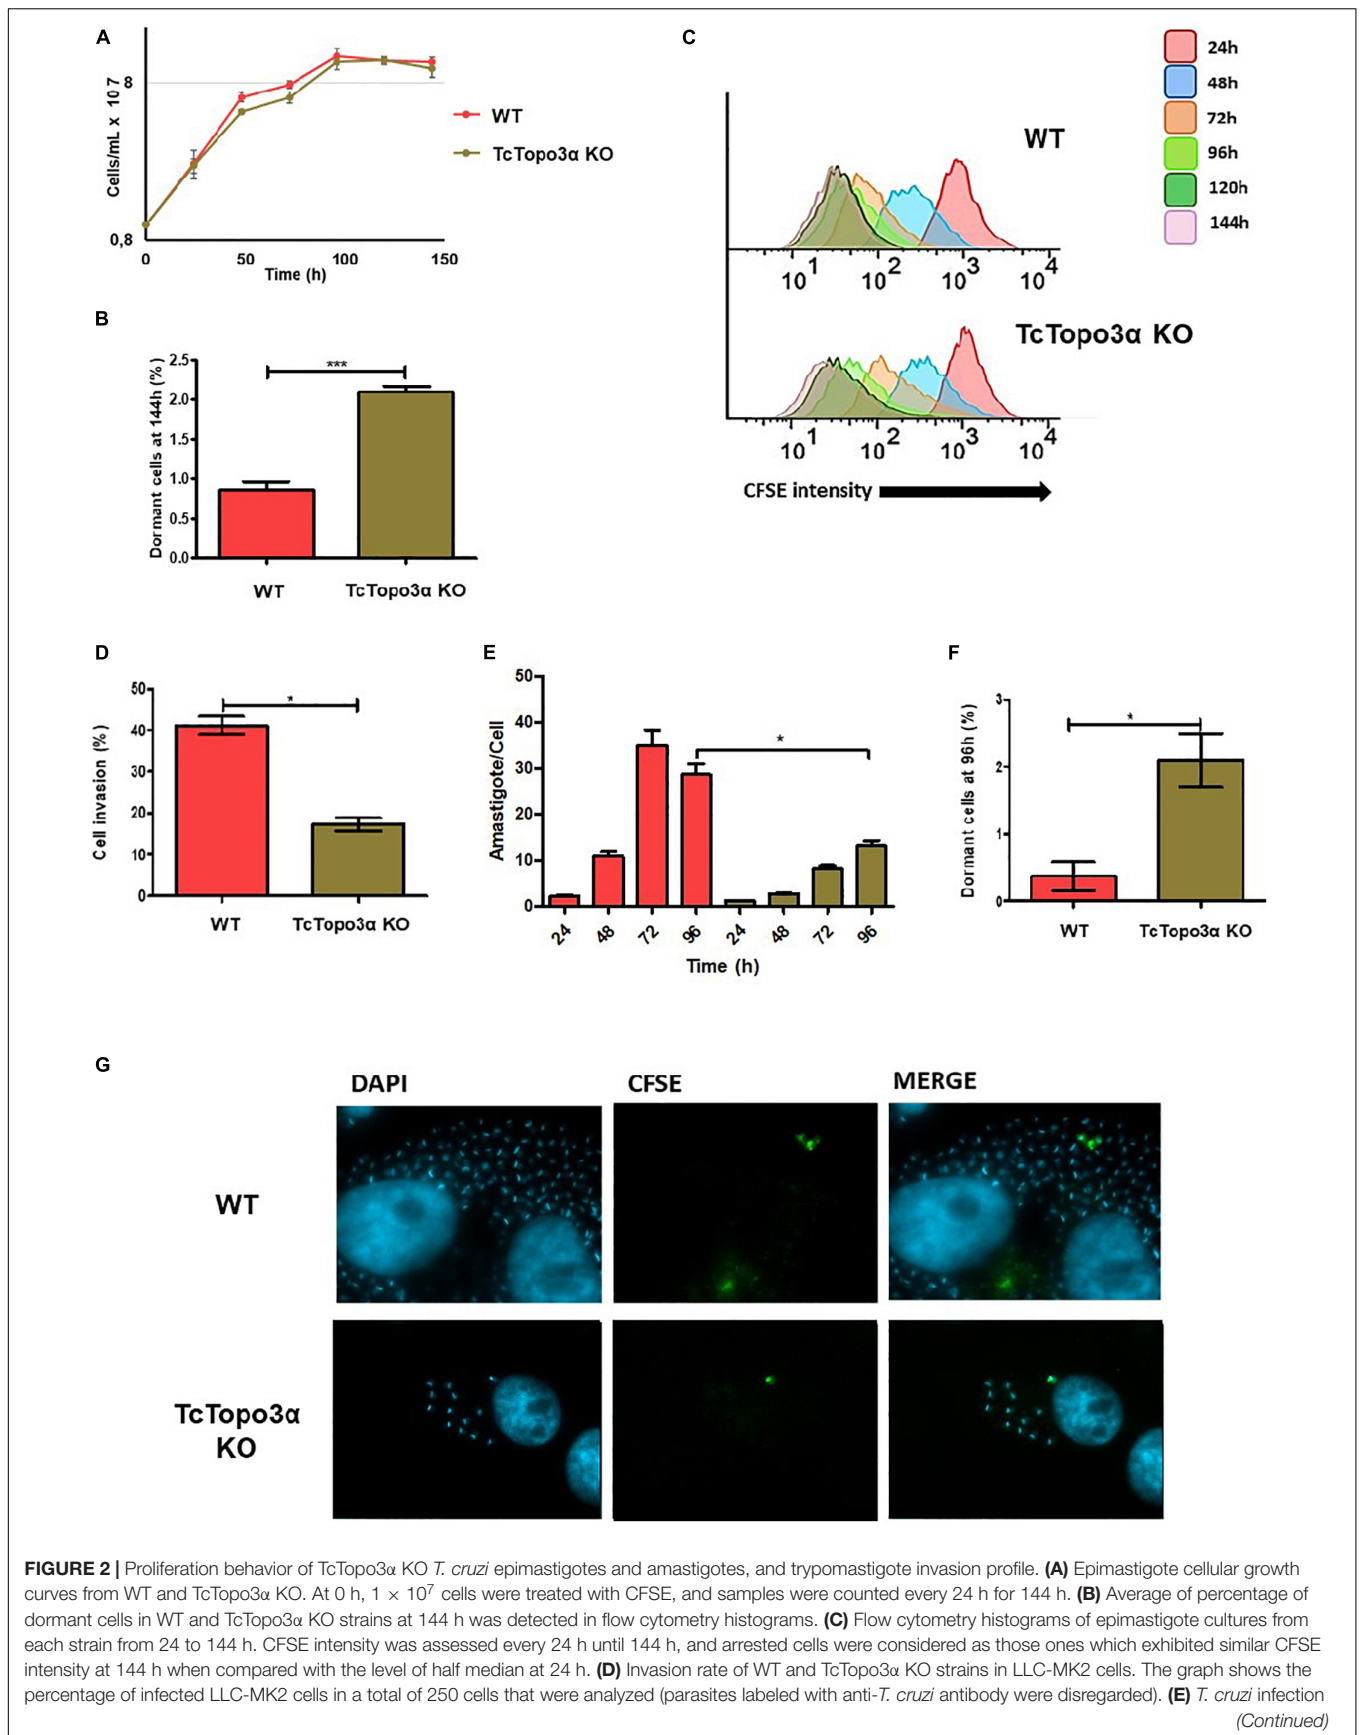 A
Cells/mL x 10 7
8
0,8
0
50
100
150
Time (h)
WT
TcTopo3α KO
B
Dormant cells at 144h (%)
2.5
2.0
1.5
1.0
0.5
0.0
***
WT
TcTopo3α KO
C
24h
48h
72h
96h
120h
144h
WT
10^1
10^2
10^3
10^4
TcTopo3α KO
10^1
10^2
10^3
10^4
CFSE intensity
D
Cell invasion (%)
50
40
30
20
10
0
*
WT
TcTopo3α KO
E
Amastigote/Cell
50
40
30
20
10
0
*
24
48
72
96
24
48
72
96
Time (h)
F
Dormant cells at 96h (%)
3
2
1
0
*
WT
TcTopo3α KO
G
DAPI
CFSE
MERGE
WT
TcTopo3α
KO
FIGURE 2 | Proliferation behavior of TcTopo3α KO T. cruzi epimastigotes and amastigotes, and trypomastigote invasion profile. (A) Epimastigote cellular growth
curves from WT and TcTopo3α KO. At 0 h, 1 × 10⁷ cells were treated with CFSE, and samples were counted every 24 h for 144 h. (B) Average of percentage of
dormant cells in WT and TcTopo3α KO strains at 144 h was detected in flow cytometry histograms. (C) Flow cytometry histograms of epimastigote cultures from
each strain from 24 to 144 h. CFSE intensity was assessed every 24 h until 144 h, and arrested cells were considered as those ones which exhibited similar CFSE
intensity at 144 h when compared with the level of half median at 24 h. (D) Invasion rate of WT and TcTopo3α KO strains in LLC-MK2 cells. The graph shows the
percentage of infected LLC-MK2 cells in a total of 250 cells that were analyzed (parasites labeled with anti-T. cruzi antibody were disregarded). (E) T. cruzi infection
(Continued)